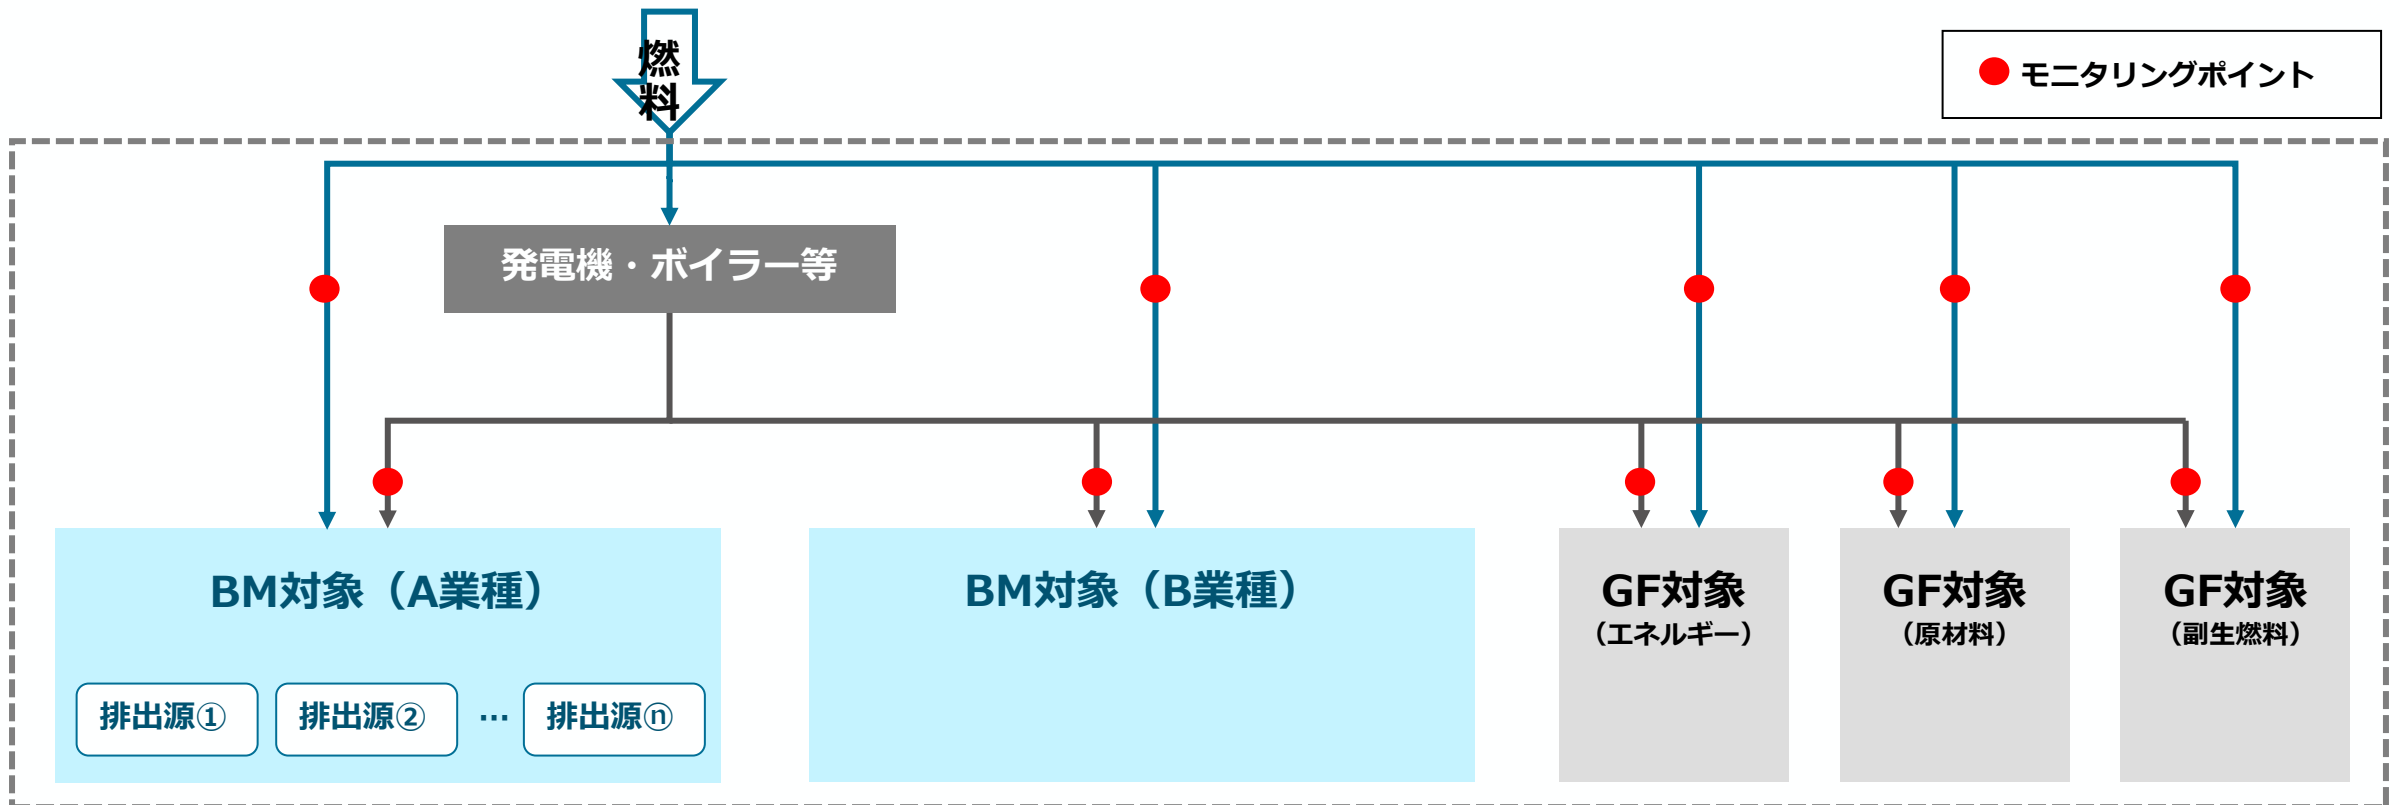 燃
料
モニタリングポイント
発電機・ボイラー等
BM対象（A業種）
BM対象（B業種）
GF対象
（エネルギー）
GF対象
（原材料）
GF対象
（副生燃料）
排出源①
排出源②
…
排出源ⓝ